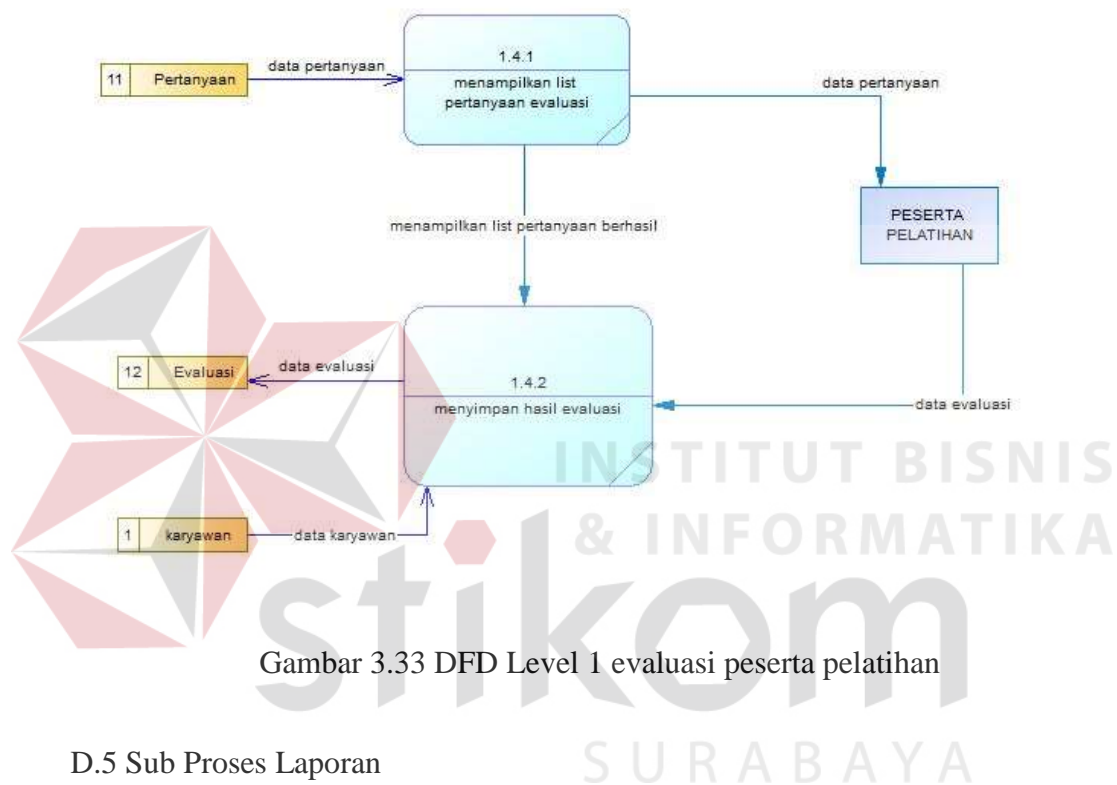 1.4.1
11 Pertanyaan
data pertanyaan
menampilkan list
pertanyaan evaluasi
data pertanyaan
PESERTA
PELATIHAN
menampilkan list pertanyaan berhasil
12 Evaluasi
data evaluasi
1.4.2
menyimpan hasil evaluasi
data evaluasi
INSTITUT BISNIS
& INFORMATIKA
1 karyawan
data karyawan
stikom
SURABAYA
Gambar 3.33 DFD Level 1 evaluasi peserta pelatihan
D.5 Sub Proses Laporan